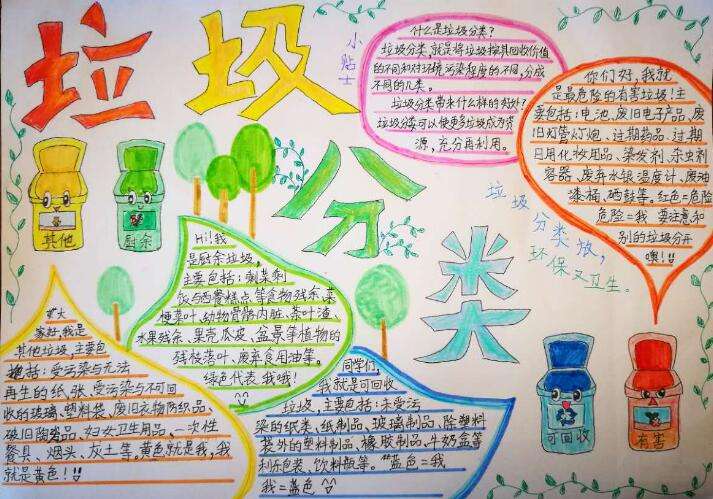 垃圾分类
小贴士
什么是垃圾分类?
垃圾分类,就是将垃圾按其回收价值
的不同和对环境污染程度的不同,分成
不同的几类。
垃圾分类带来什么样的好处?
垃圾分类可以使更多垃圾成为资
源,充分再利用。
你们好,我就
是最危险的有害垃圾!主
要包括:电池、废旧电子产品、废
旧灯管灯炮、过期药品、过期
日用化妆用品、染发剂、杀虫剂
容器、废弃水银温度计、废油
漆桶、硒鼓等。红色=危险
危险=我 要注意和
别的垃圾分开
噢!!
垃圾分类放,
环保又卫生。
其他
厨余
Hi!我
是厨余垃圾,
主要包括:剩菜剩
饭与西餐糕点等食物残余、菜
梗菜叶、动物骨骼内脏、茶叶渣、
水果残余、果壳瓜皮、盆景等植物的
残枝落叶、废弃食用油等。
绿色代表我哦!
大
家好,我是
其他垃圾,主要包
括:受污染与无法
再生的纸张、受污染与不可回
收的玻璃、塑料袋、废旧衣物纺织品、
破旧陶瓷品、妇女卫生用品、一次性
餐具、烟头、灰土等。黄色就是我,我
就是黄色!!
同学们,
我就是可回收
垃圾,主要包括:未受污
染的纸类、纸制品、玻璃制品、除塑料
袋外的塑料制品、橡胶制品、牛奶盒等
利乐包装、饮料瓶等。蓝色=我
我=蓝色
可回收
有害